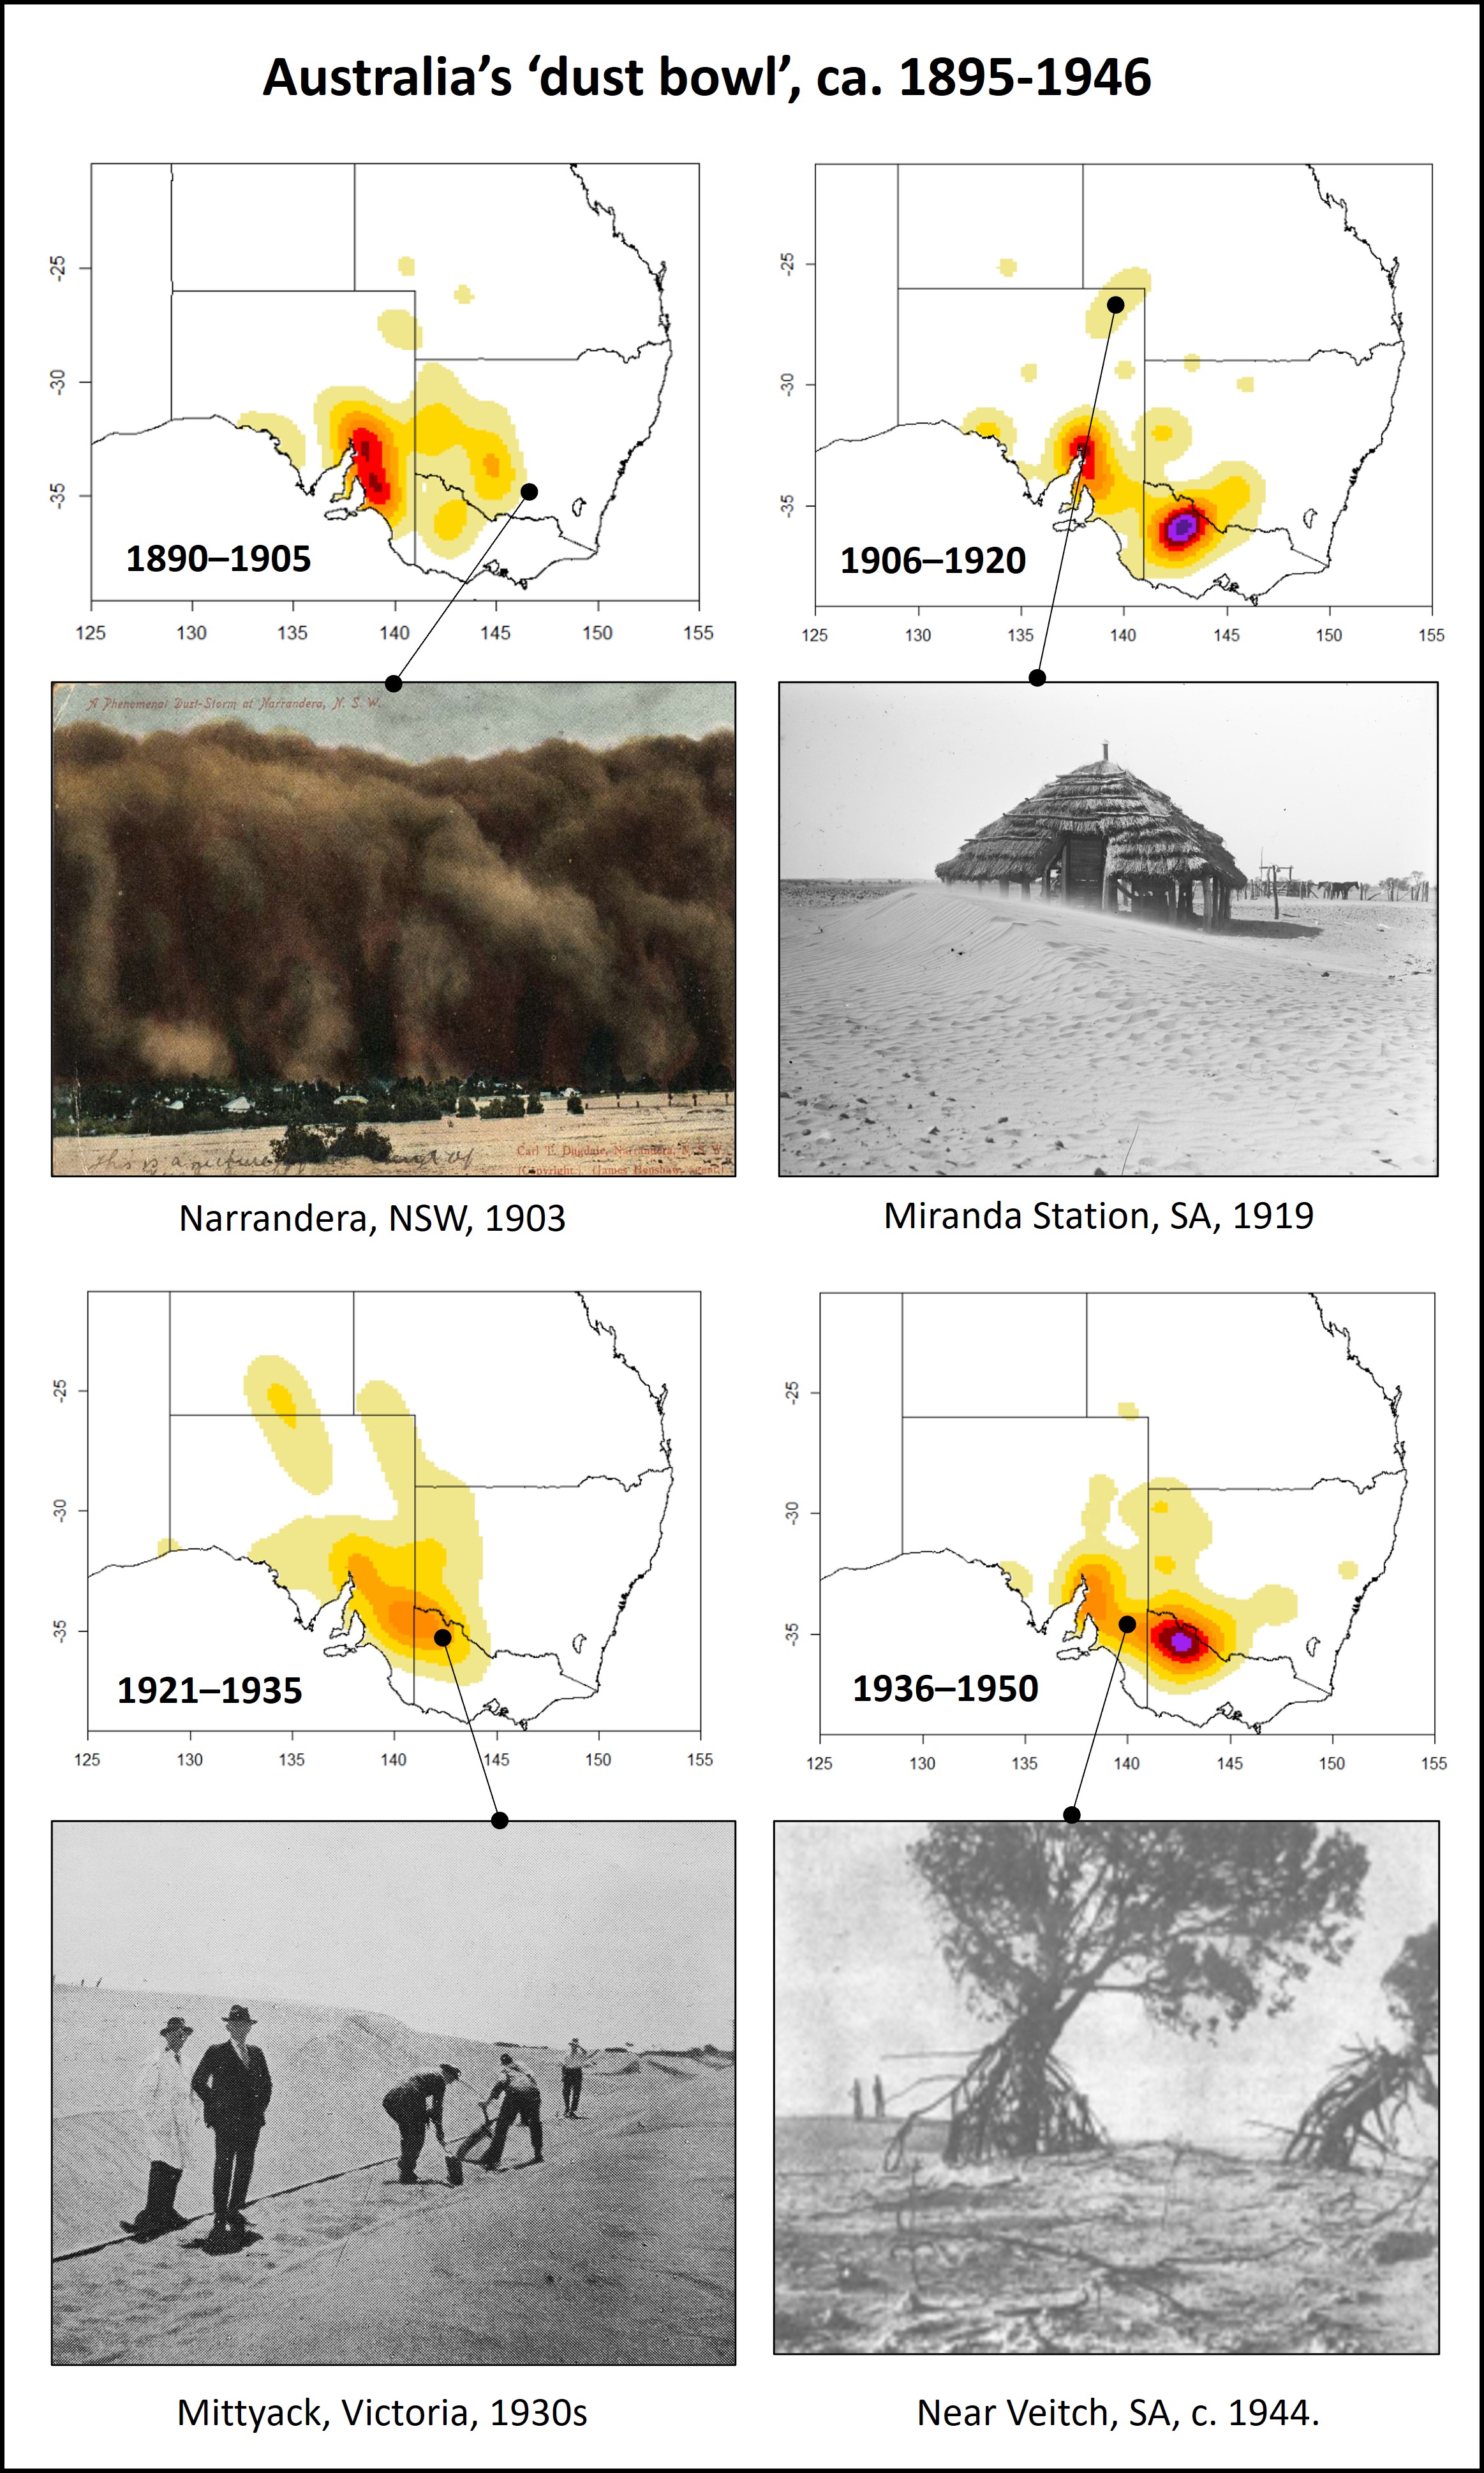 Australia’s ‘dust bowl’, ca. 1895-1946
-25
-30
-35
1890–1905
125 130 135 140 145 150 155
-25
-30
-35
1906–1920
125 130 135 140 145 150 155
A Phenomenal Dust-Storm at Narrandera, N. S. W.
This is a picture of
Carl E. Dugdale, Narrandera, N. S. W.
(Copyright.) (James Henshaw, agent.)
Narrandera, NSW, 1903
Miranda Station, SA, 1919
-25
-30
-35
1921–1935
125 130 135 140 145 150 155
-25
-30
-35
1936–1950
125 130 135 140 145 150 155
Mittyack, Victoria, 1930s
Near Veitch, SA, c. 1944.